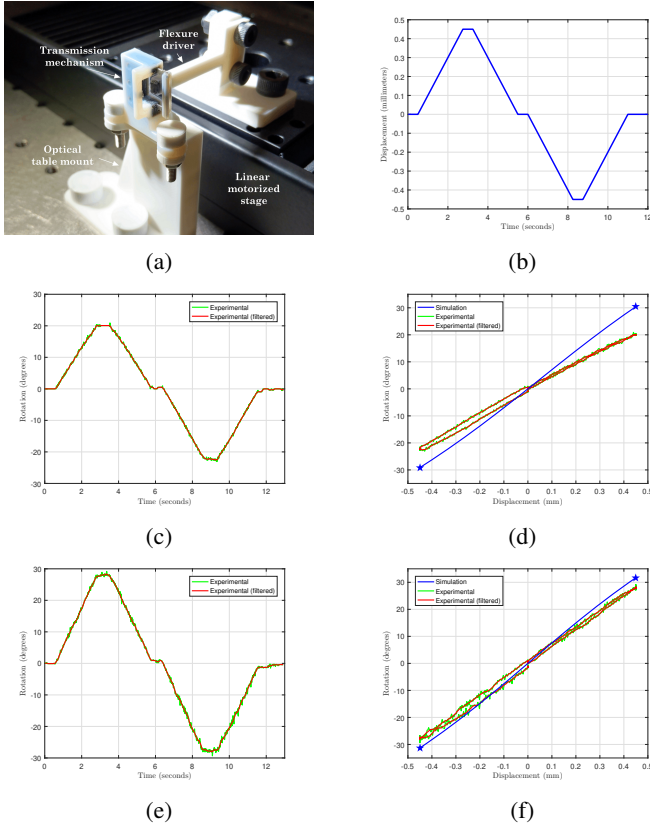 Transmission
mechanism
Flexure
driver
Optical
table mount
Linear
motorized
stage
(a)
0.5
0.4
0.3
0.2
0.1
0
-0.1
-0.2
-0.3
-0.4
-0.5
Displacement (millimeters)
0 2 4 6 8 10 12
Time (seconds)
(b)
30
20
10
0
-10
-20
-30
Rotation (degrees)
Experimental
Experimental (filtered)
0 2 4 6 8 10 12
Time (seconds)
(c)
30
20
10
0
-10
-20
-30
Rotation (degrees)
Simulation
Experimental
Experimental (filtered)
-0.5 -0.4 -0.3 -0.2 -0.1 0 0.1 0.2 0.3 0.4 0.5
Displacement (mm)
(d)
30
20
10
0
-10
-20
-30
Rotation (degrees)
Experimental
Experimental (filtered)
0 2 4 6 8 10 12
Time (seconds)
(e)
30
20
10
0
-10
-20
-30
Rotation (degrees)
Simulation
Experimental
Experimental (filtered)
-0.5 -0.4 -0.3 -0.2 -0.1 0 0.1 0.2 0.3 0.4 0.5
Displacement (mm)
(f)